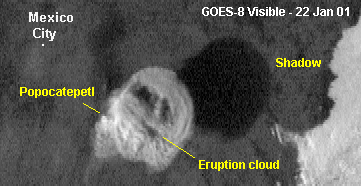 GOES-8 Visible - 22 Jan 01
Mexico
City
Shadow
Popocatepetl
Eruption cloud